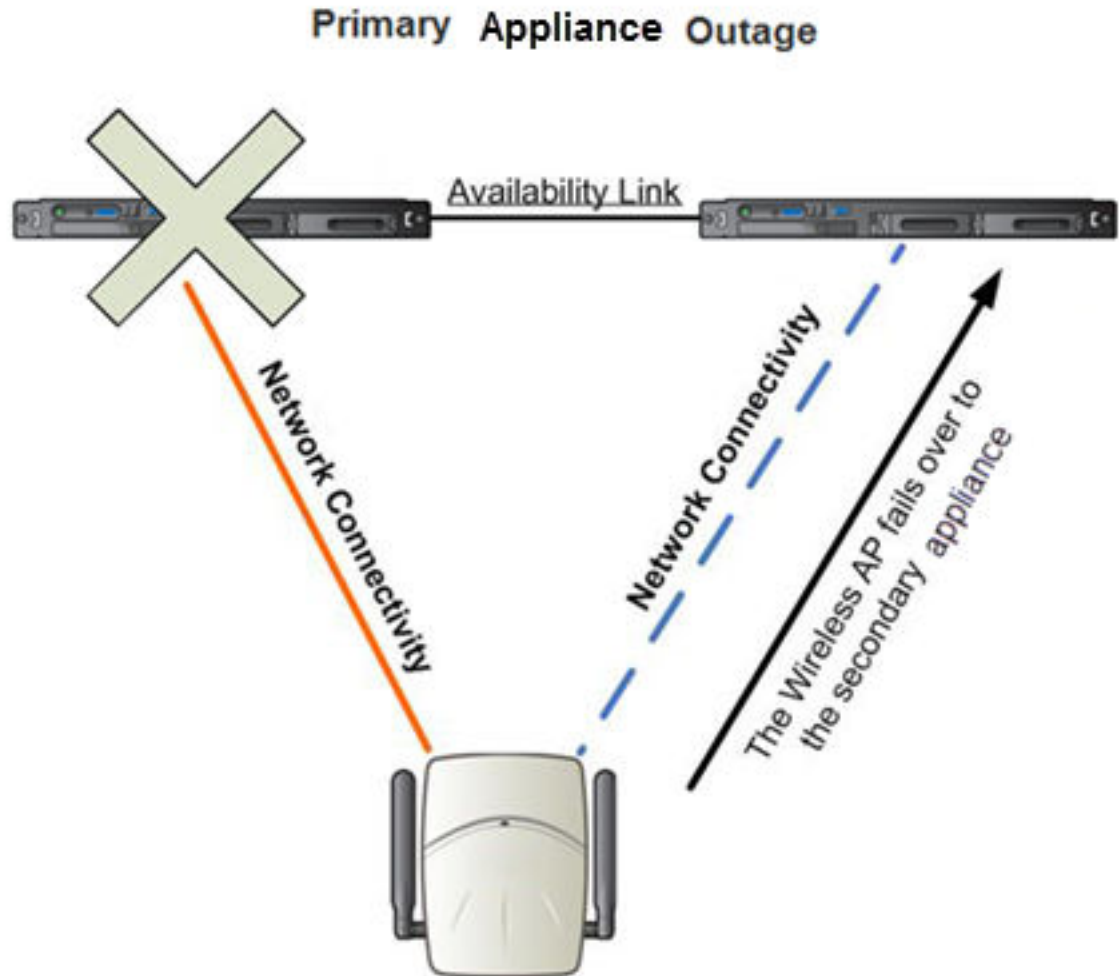 Primary Appliance Outage
Availability Link
Network Connectivity
Network Connectivity
The Wireless AP fails over to
the secondary appliance